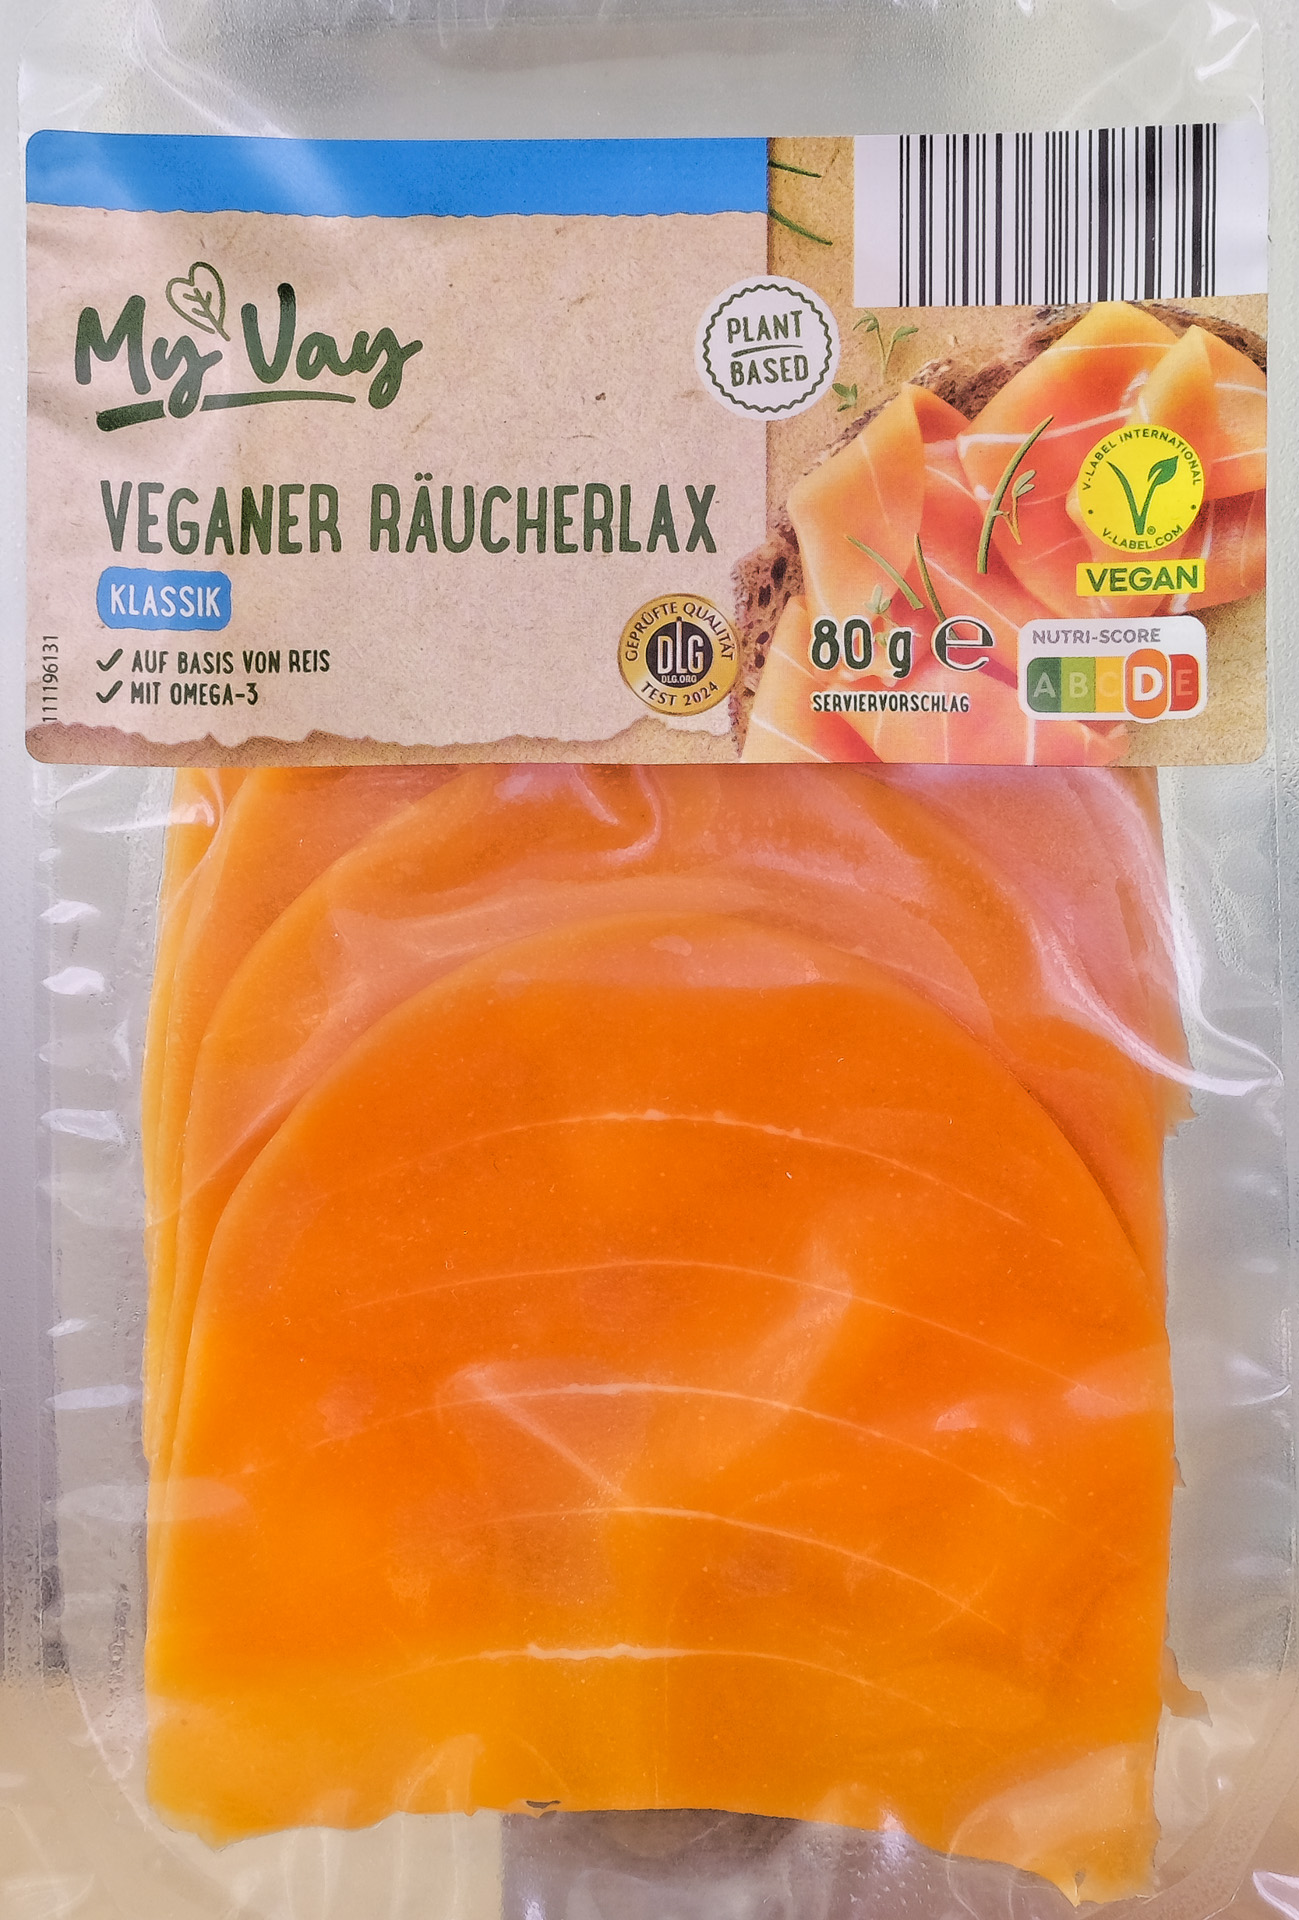 My Vay
PLANT
BASED
VEGANER RÄUCHERLAX
KLASSIK
✓ AUF BASIS VON REIS
✓ MIT OMEGA-3
111196131
GEPRÜFTE QUALITÄT
DLG
DLG.ORG
TEST 2024
80 g e
SERVIERVORSCHLAG
V-LABEL INTERNATIONAL
V
®
V-LABEL.COM
VEGAN
NUTRI-SCORE
A B C D E